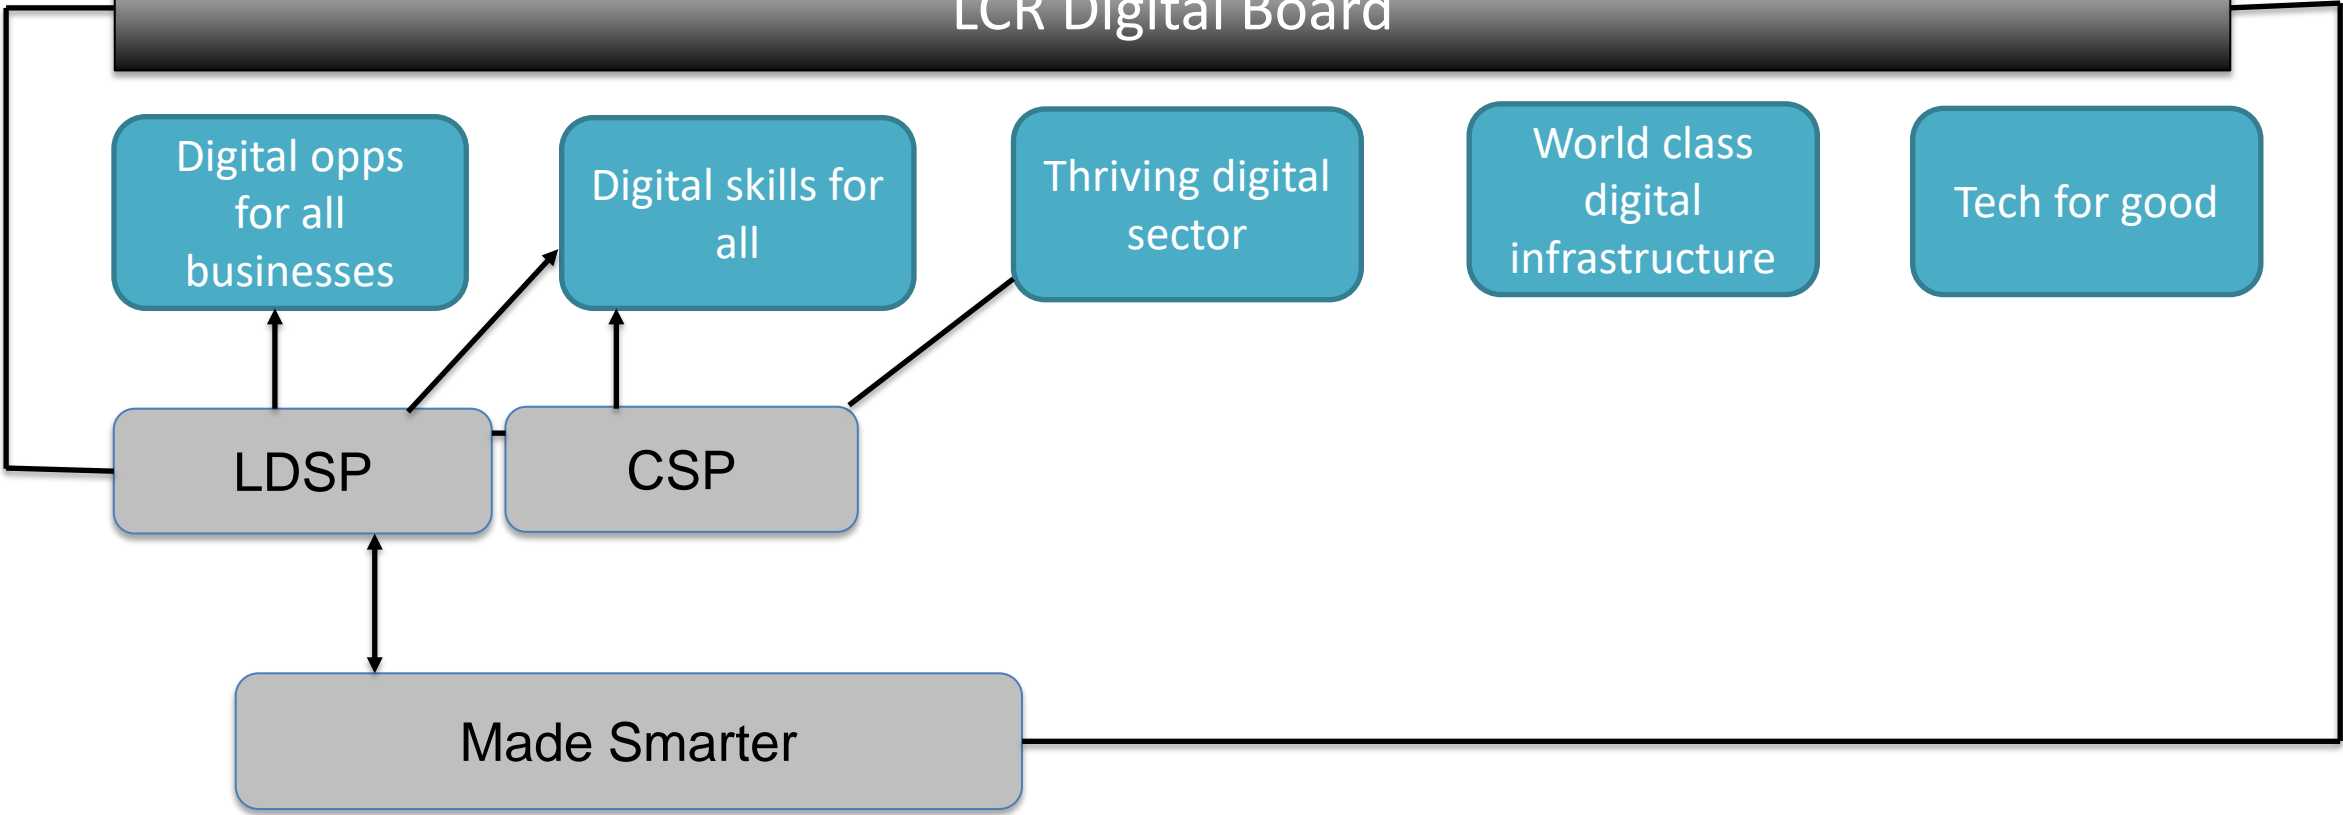 LCR Digital Board
Digital opps
for all
businesses
Digital skills for
all
Thriving digital
sector
World class
digital
infrastructure
Tech for good
LDSP
CSP
Made Smarter